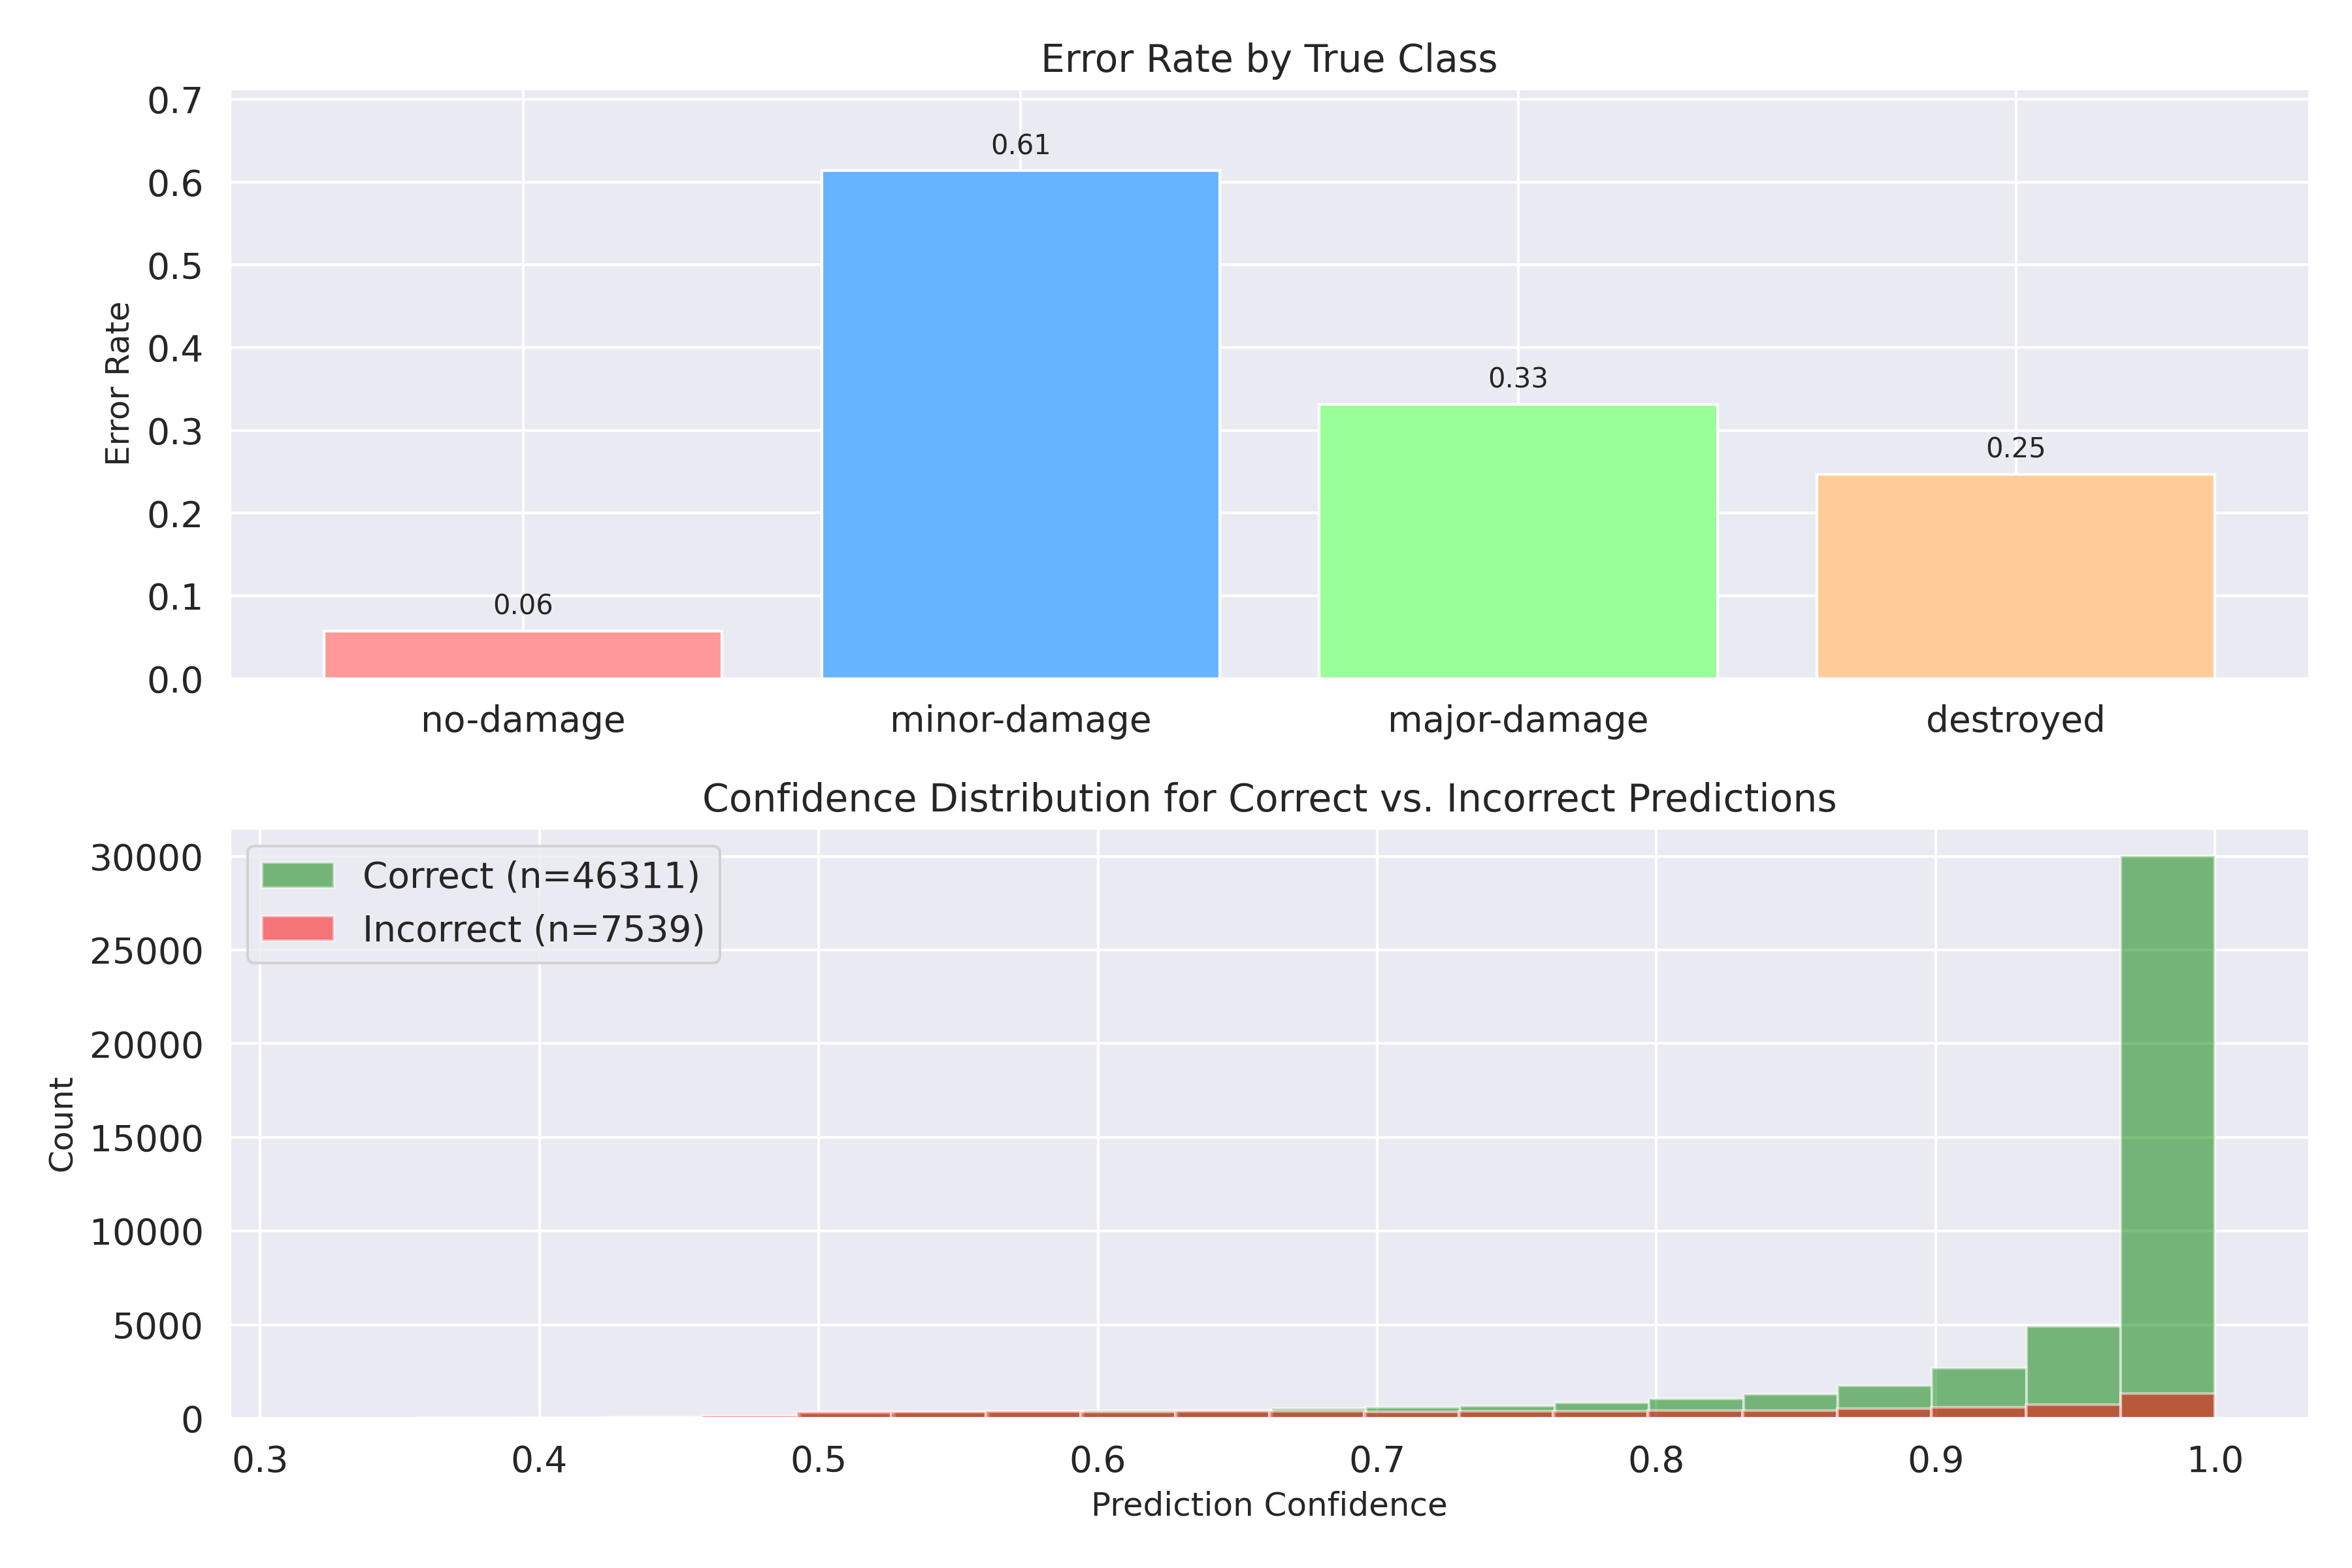 Error Rate by True Class
0.7
0.6
0.5
0.4
0.3
0.2
0.1
0.0
Error Rate
0.06
0.61
0.33
0.25
no-damage minor-damage major-damage destroyed
Confidence Distribution for Correct vs. Incorrect Predictions
30000
25000
20000
15000
10000
5000
0
Count
Correct (n=46311)
Incorrect (n=7539)
0.3 0.4 0.5 0.6 0.7 0.8 0.9 1.0
Prediction Confidence